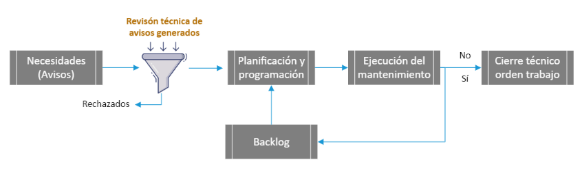 Revisón técnica de
avisos generados
Necesidades
(Avisos)
Rechazados
Planificación y
programación
Ejecución del
mantenimiento
No
Sí
Cierre técnico
orden trabajo
Backlog